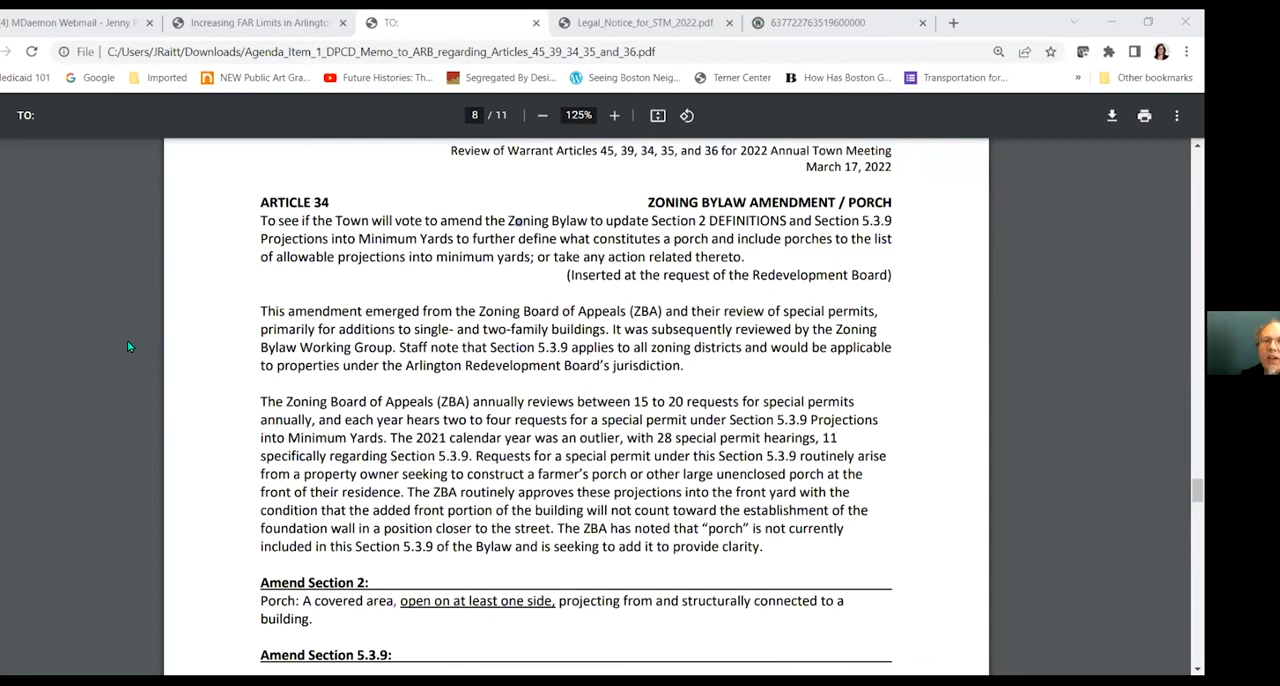 4) MDaemon Webmail - Jenny R
Increasing FAR Limits in Arlingto
TO:
Legal_Notice_for_STM_2022.pdf
637722763519600000
File | C:/Users/JRaitt/Downloads/Agenda_Item_1_DPCD_Memo_to_ARB_regarding_Articles_45_39_34_35_and_36.pdf
edicaid 101
Google
Imported
NEW Public Art Gra...
Future Histories: Th...
Segregated By Desi...
Seeing Boston Neig...
Terner Center
How Has Boston G...
Transportation for...
» Other bookmarks
TO:
8 / 11
125%
Review of Warrant Articles 45, 39, 34, 35, and 36 for 2022 Annual Town Meeting
March 17, 2022
ARTICLE 34 ZONING BYLAW AMENDMENT / PORCH
To see if the Town will vote to amend the Zoning Bylaw to update Section 2 DEFINITIONS and Section 5.3.9
Projections into Minimum Yards to further define what constitutes a porch and include porches to the list
of allowable projections into minimum yards; or take any action related thereto.
(Inserted at the request of the Redevelopment Board)
This amendment emerged from the Zoning Board of Appeals (ZBA) and their review of special permits,
primarily for additions to single- and two-family buildings. It was subsequently reviewed by the Zoning
Bylaw Working Group. Staff note that Section 5.3.9 applies to all zoning districts and would be applicable
to properties under the Arlington Redevelopment Board's jurisdiction.
The Zoning Board of Appeals (ZBA) annually reviews between 15 to 20 requests for special permits
annually, and each year hears two to four requests for a special permit under Section 5.3.9 Projections
into Minimum Yards. The 2021 calendar year was an outlier, with 28 special permit hearings, 11
specifically regarding Section 5.3.9. Requests for a special permit under this Section 5.3.9 routinely arise
from a property owner seeking to construct a farmer's porch or other large unenclosed porch at the
front of their residence. The ZBA routinely approves these projections into the front yard with the
condition that the added front portion of the building will not count toward the establishment of the
foundation wall in a position closer to the street. The ZBA has noted that "porch" is not currently
included in this Section 5.3.9 of the Bylaw and is seeking to add it to provide clarity.
Amend Section 2:
Porch: A covered area, open on at least one side, projecting from and structurally connected to a
building.
Amend Section 5.3.9: